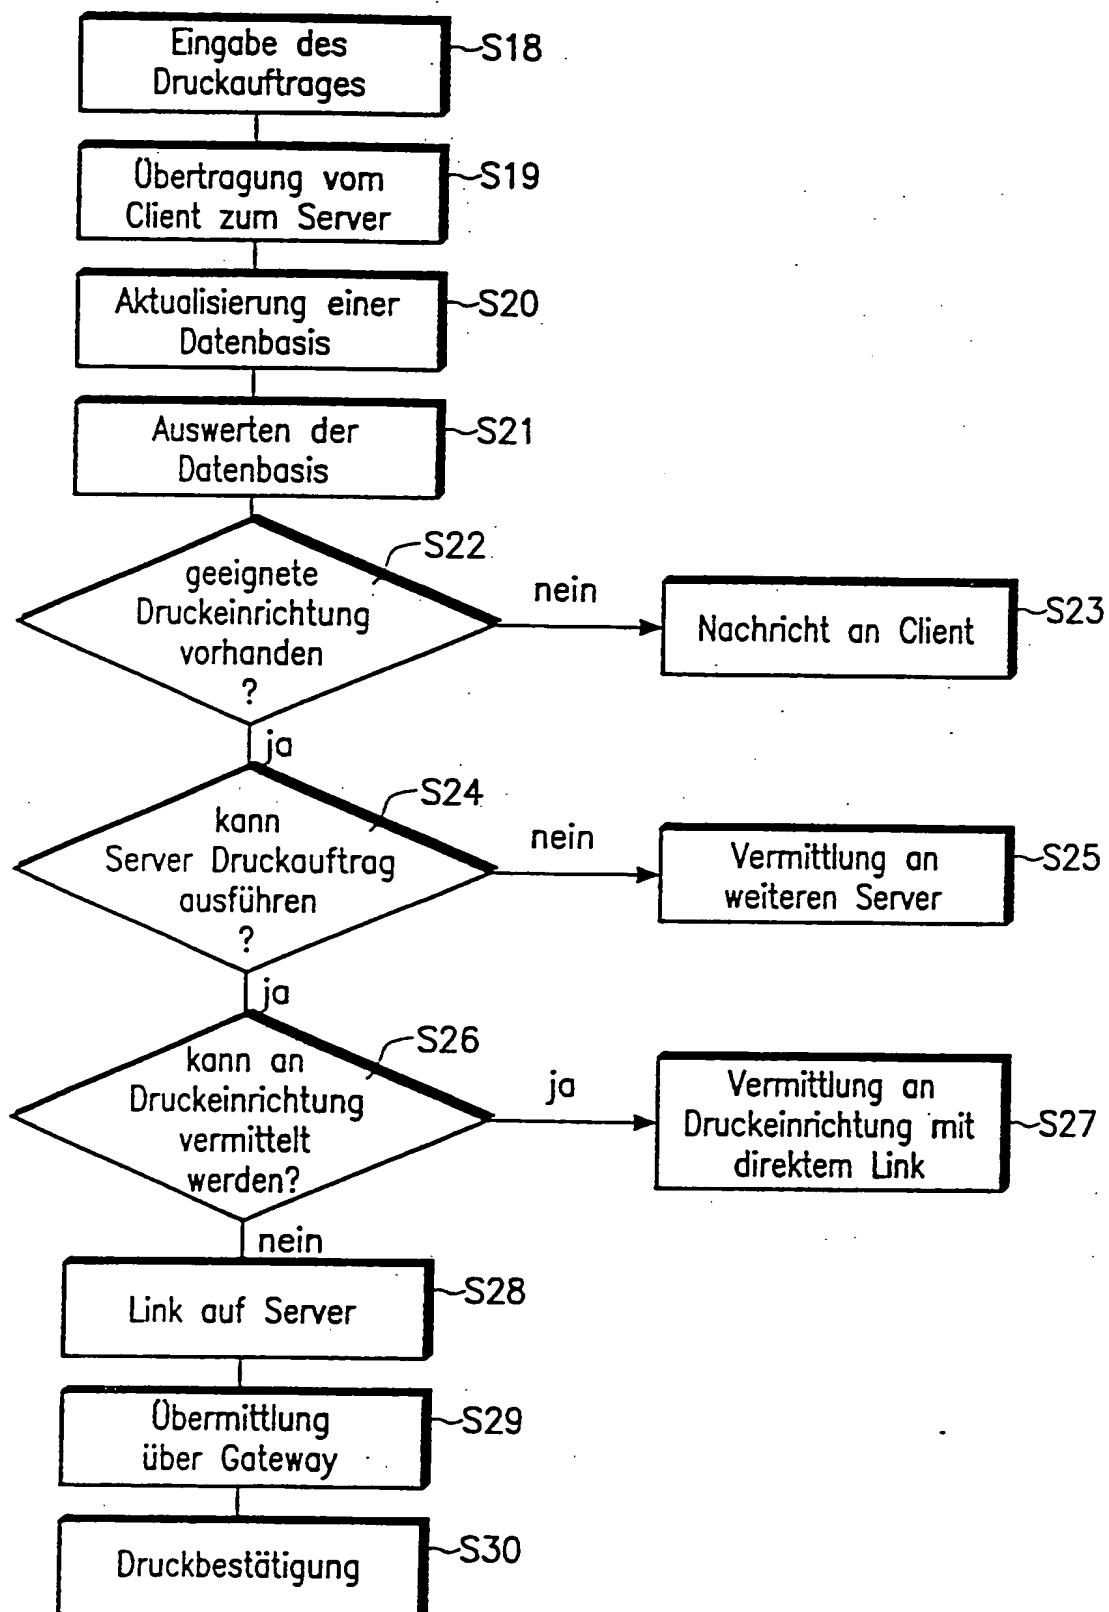 Eingabe des
Druckauftrages
S18
Übertragung vom
Client zum Server
S19
Aktualisierung einer
Datenbasis
S20
Auswerten der
Datenbasis
S21
geeignete
Druckeinrichtung
vorhanden
?
S22
nein
Nachricht an Client
S23
ja
kann
Server Druckauftrag
ausführen
?
S24
nein
Vermittlung an
weiteren Server
S25
ja
kann an
Druckeinrichtung
vermittelt
werden?
S26
ja
Vermittlung an
Druckeinrichtung mit
direktem Link
S27
nein
Link auf Server
S28
Übermittlung
über Gateway
S29
Druckbestätigung
S30